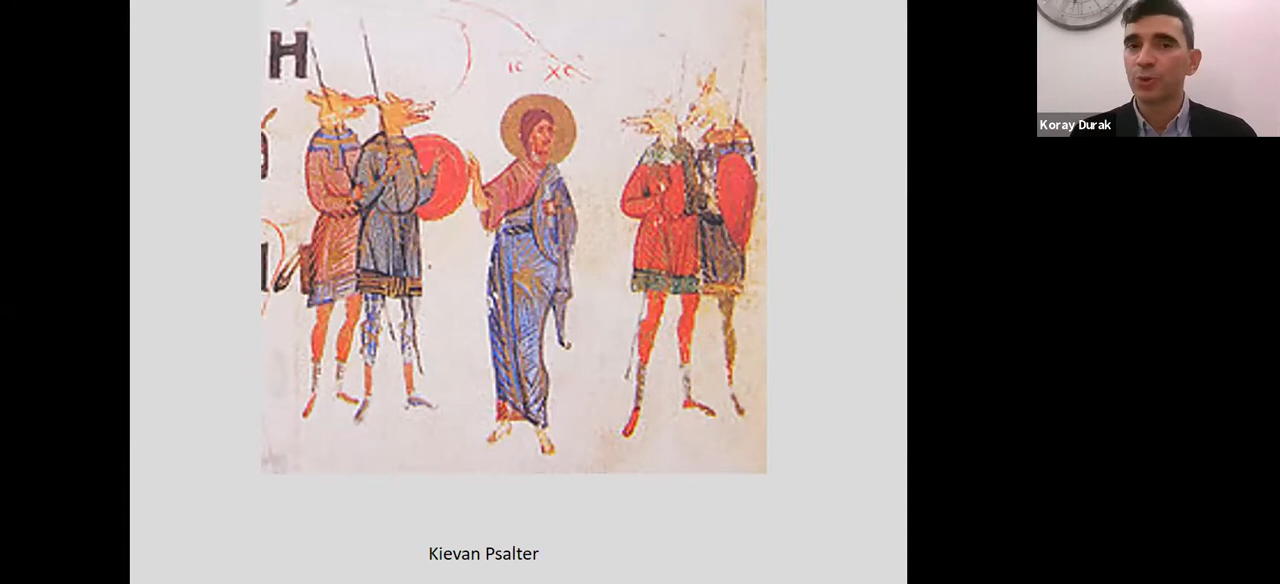 Н
IC XC
Koray Durak
Kievan Psalter